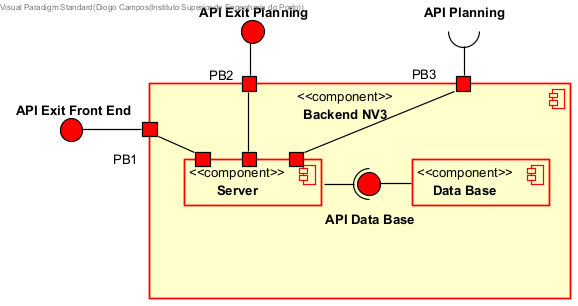 Visual Paradigm Standard(Diogo Campos(Instituto Superior de Engenharia do Porto))
API Exit Planning
API Planning
PB2
PB3
<<component>>
Backend NV3
API Exit Front End
PB1
<<component>>
Server
<<component>>
Data Base
API Data Base